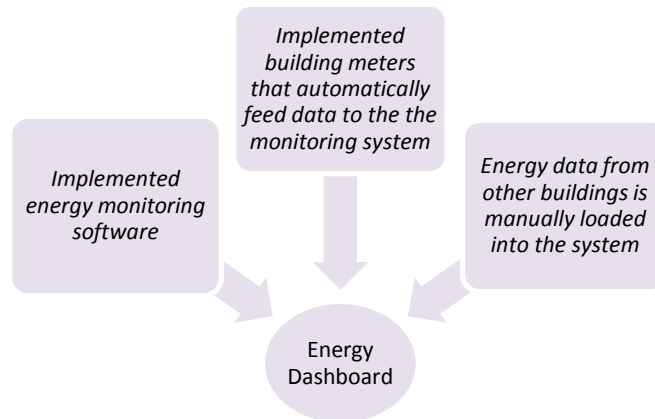 Implemented
energy monitoring
software
Implemented
building meters
that automatically
feed data to the the
monitoring system
Energy data from
other buildings is
manually loaded
into the system
Energy
Dashboard